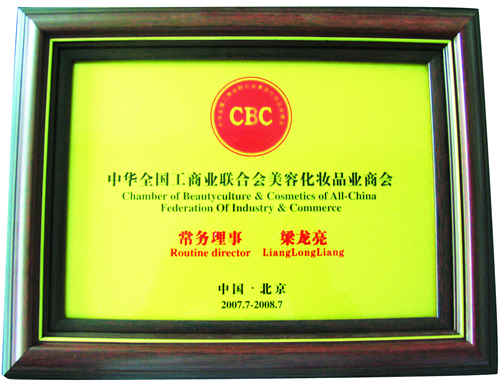 CBC
中华全国工商业联合会美容化妆品业商会
Chamber of Beautyculture & Cosmetics of All-China
Federation Of Industry & Commerce
常务理事 梁龙亮
Routine director LiangLongLiang
中国·北京
2007.7-2008.7